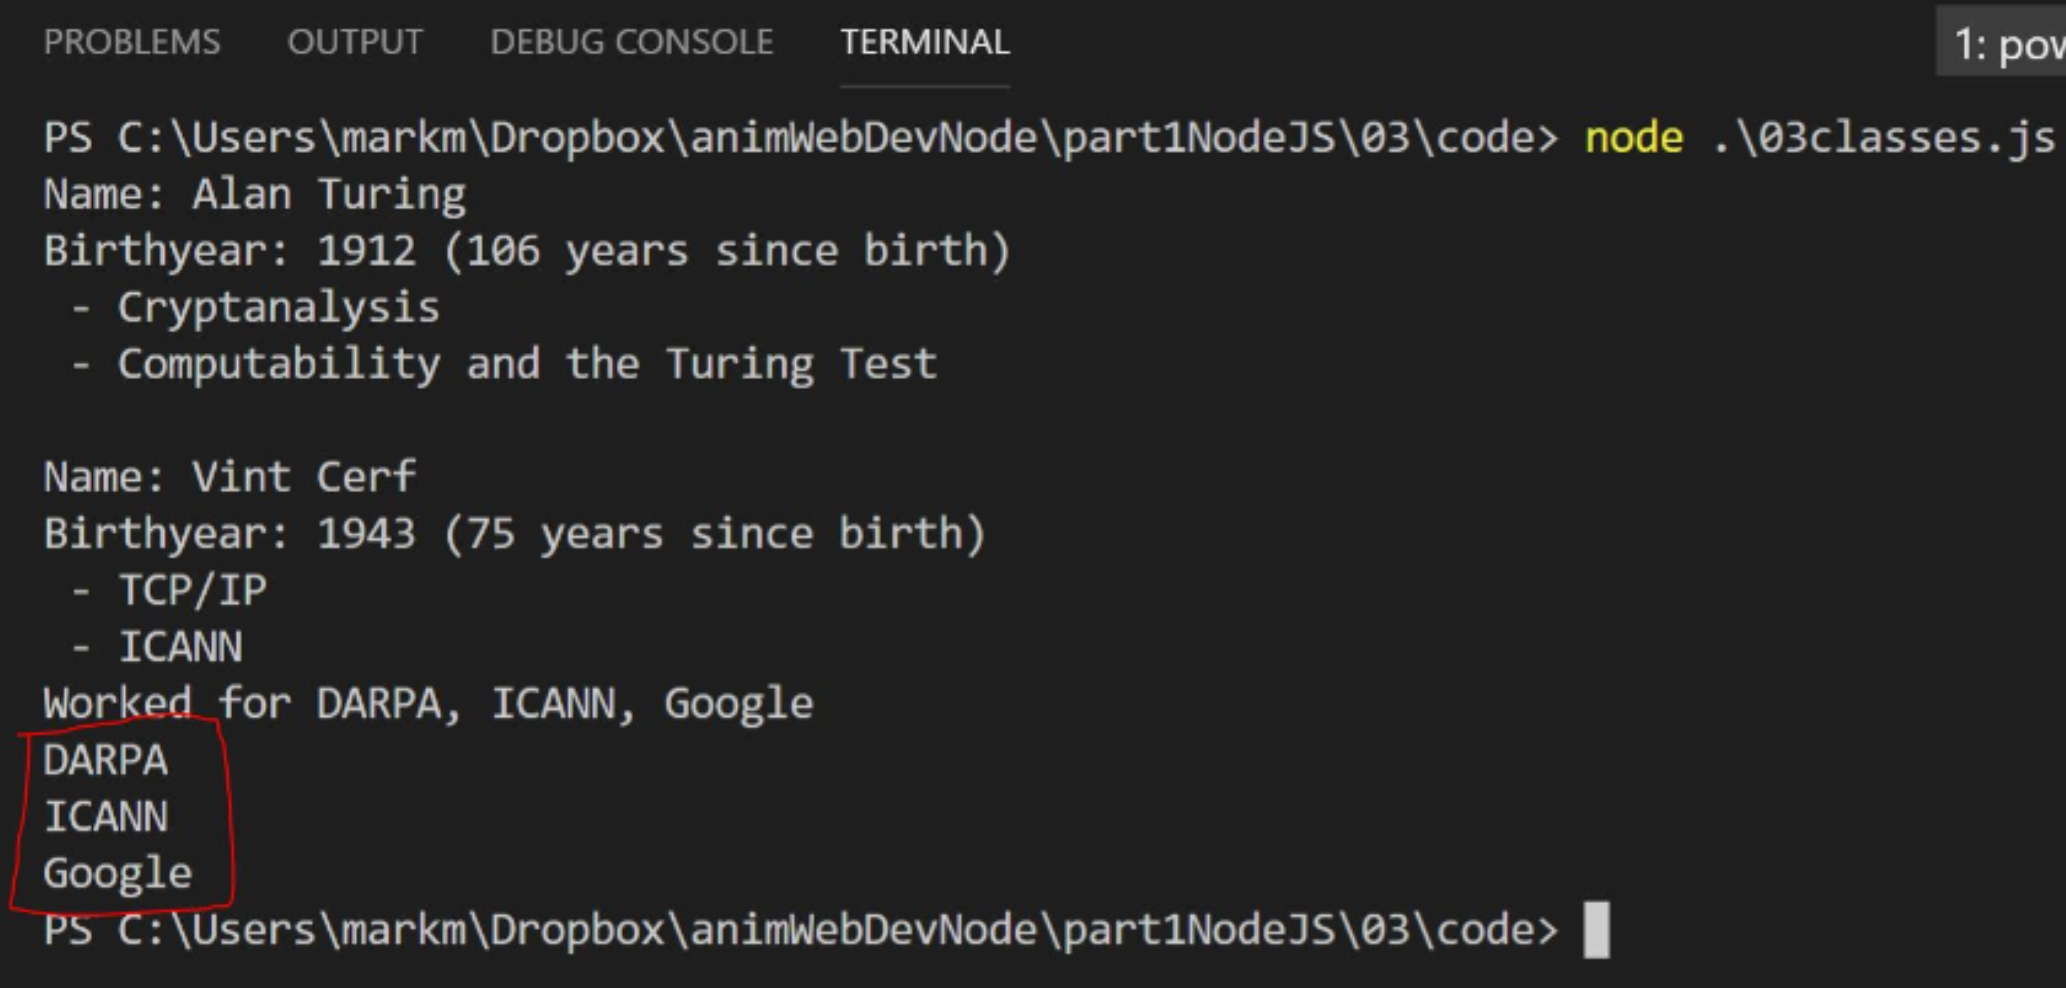 PROBLEMS OUTPUT DEBUG CONSOLE TERMINAL 1: pow
PS C:\Users\markm\Dropbox\animWebDevNode\part1NodeJS\03\code> node .\03classes.js
Name: Alan Turing
Birthyear: 1912 (106 years since birth)
 - Cryptanalysis
 - Computability and the Turing Test

Name: Vint Cerf
Birthyear: 1943 (75 years since birth)
 - TCP/IP
 - ICANN
Worked for DARPA, ICANN, Google
DARPA
ICANN
Google
PS C:\Users\markm\Dropbox\animWebDevNode\part1NodeJS\03\code>